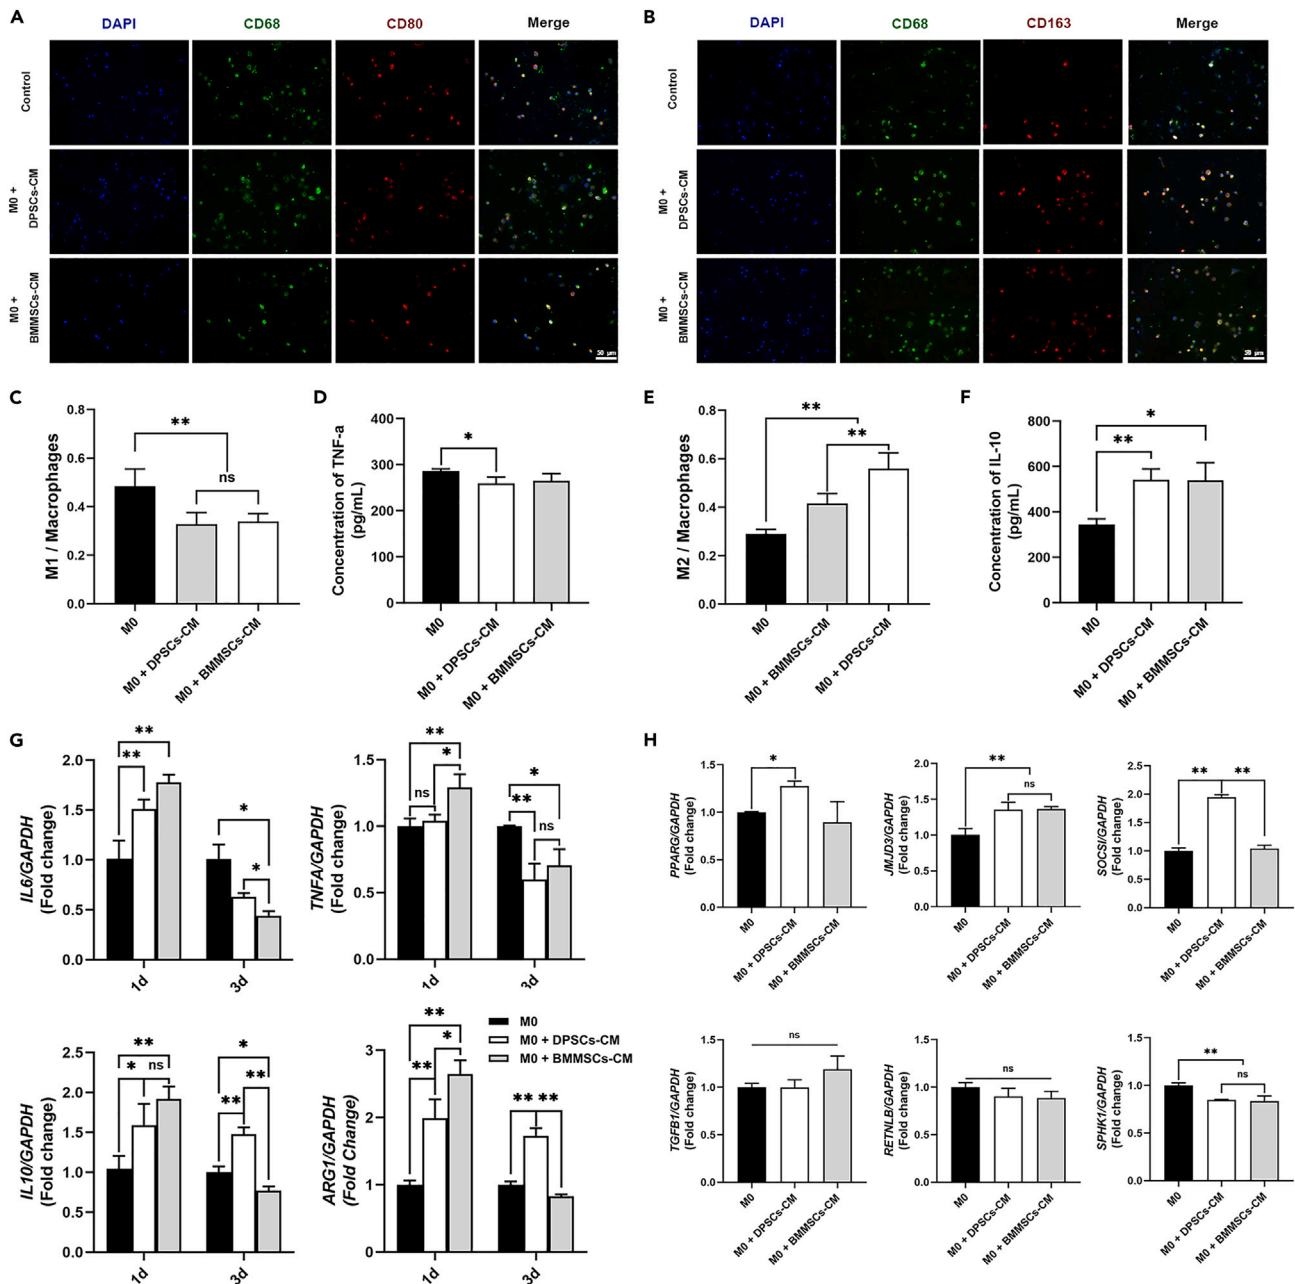 A
DAPI
CD68
CD80
Merge
Control
M0 +
DPSCs-CM
M0 +
BMMSCs-CM
50 µm
B
DAPI
CD68
CD163
Merge
Control
M0 +
DPSCs-CM
M0 +
BMMSCs-CM
50 µm
C
M1 / Macrophages
0.8
0.6
0.4
0.2
0.0
**
ns
M0
M0 + DPSCs-CM
M0 + BMMSCs-CM
D
Concentration of TNF-a
(pg/mL)
400
300
200
100
0
*
M0
M0 + DPSCs-CM
M0 + BMMSCs-CM
E
M2 / Macrophages
0.8
0.6
0.4
0.2
0.0
**
**
M0
M0 + BMMSCs-CM
M0 + DPSCs-CM
F
Concentration of IL-10
(pg/mL)
800
600
400
200
0
*
**
M0
M0 + DPSCs-CM
M0 + BMMSCs-CM
G
IL6/GAPDH
(Fold change)
2.0
1.5
1.0
0.5
0.0
**
**
*
*
1d
3d
TNFA/GAPDH
(Fold change)
1.5
1.0
0.5
0.0
**
*
ns
*
**
ns
1d
3d
IL10/GAPDH
(Fold change)
2.5
2.0
1.5
1.0
0.5
0.0
**
*
ns
*
**
**
1d
3d
ARG1/GAPDH
(Fold Change)
3
2
1
0
**
*
**
** **
1d
3d
M0
M0 + DPSCs-CM
M0 + BMMSCs-CM
H
PPARG/GAPDH
(Fold change)
1.5
1.0
0.5
0.0
*
M0
M0 + DPSCs-CM
M0 + BMMSCs-CM
JMJD3/GAPDH
(Fold change)
2.0
1.5
1.0
0.5
0.0
**
ns
M0
M0 + DPSCs-CM
M0 + BMMSCs-CM
SOCSI/GAPDH
(Fold change)
2.5
2.0
1.5
1.0
0.5
0.0
**
**
M0
M0 + DPSCs-CM
M0 + BMMSCs-CM
TGFB1/GAPDH
(Fold change)
1.5
1.0
0.5
0.0
ns
M0
M0 + DPSCs-CM
M0 + BMMSCs-CM
RETNLB/GAPDH
(Fold change)
1.5
1.0
0.5
0.0
ns
M0
M0 + DPSCs-CM
M0 + BMMSCs-CM
SPHK1/GAPDH
(Fold change)
1.5
1.0
0.5
0.0
**
ns
M0
M0 + DPSCs-CM
M0 + BMMSCs-CM